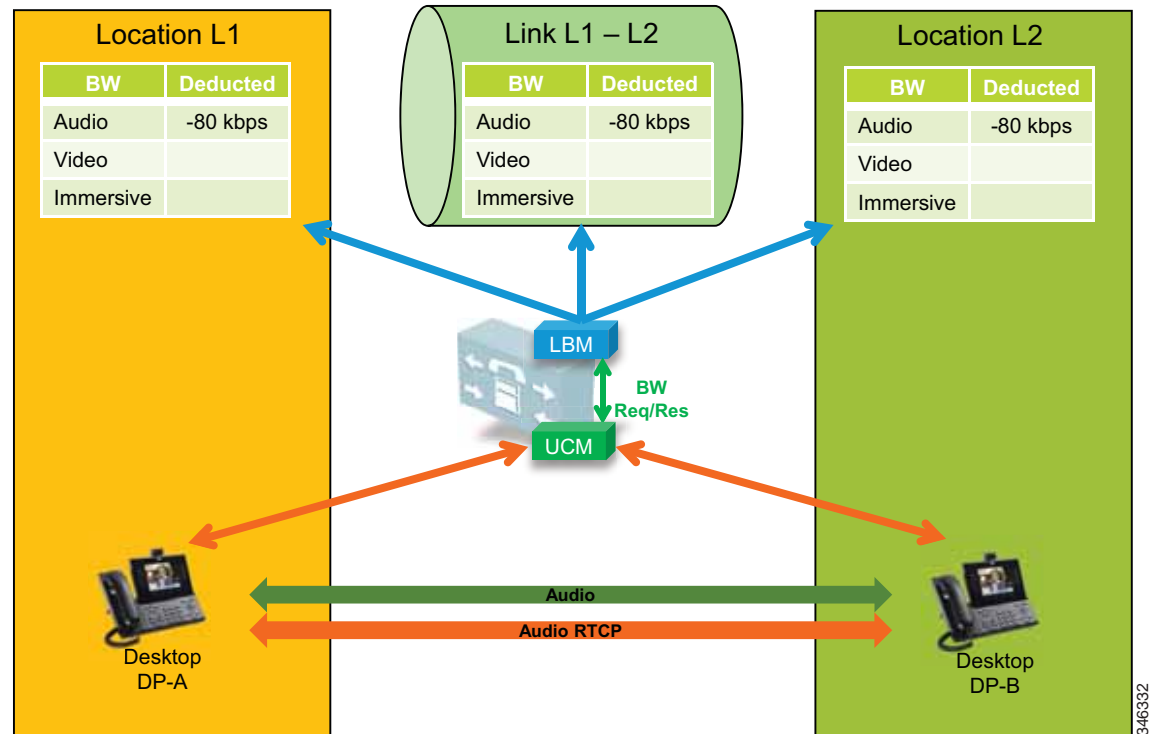 Location L1
BW Deducted
Audio -80 kbps
Video
Immersive
Link L1 – L2
BW Deducted
Audio -80 kbps
Video
Immersive
Location L2
BW Deducted
Audio -80 kbps
Video
Immersive
LBM
BW
Req/Res
UCM
Audio
Audio RTCP
Desktop
DP-A
Desktop
DP-B
346332